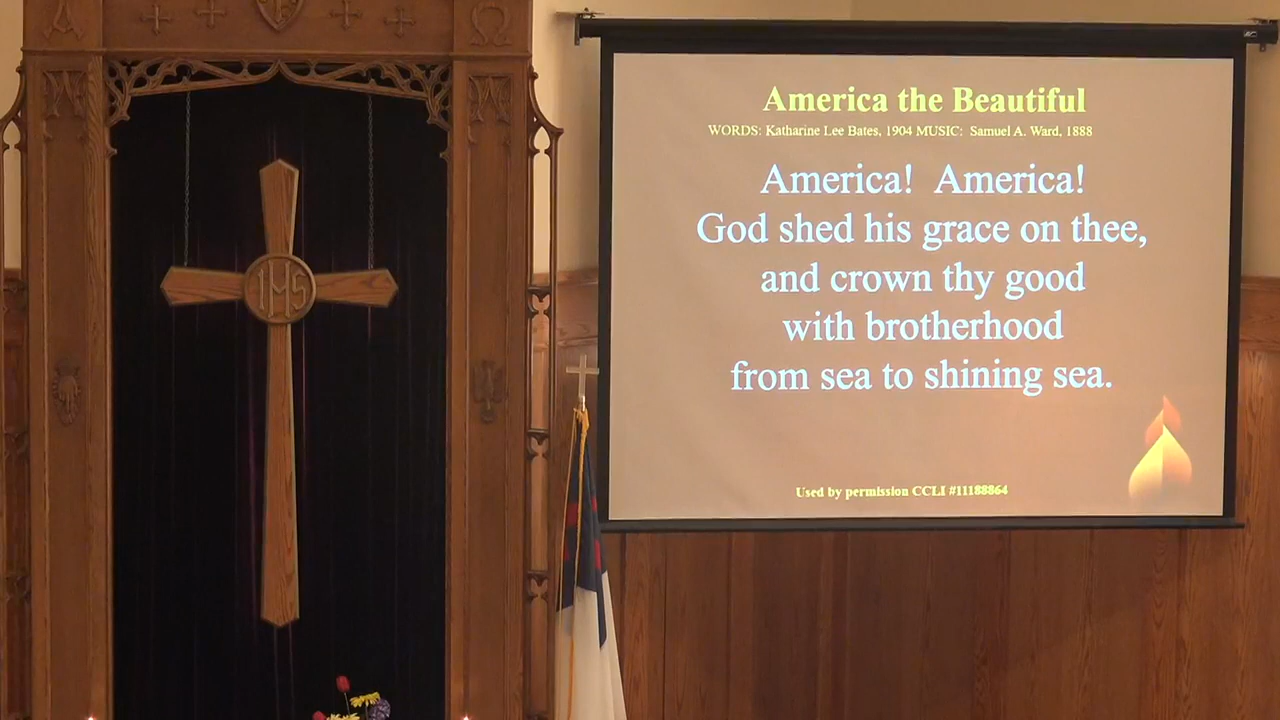 America the Beautiful
WORDS: Katharine Lee Bates, 1904 MUSIC: Samuel A. Ward, 1888
America! America!
God shed his grace on thee,
and crown thy good
with brotherhood
from sea to shining sea.
Used by permission CCLI #11188864
IHS
Ω